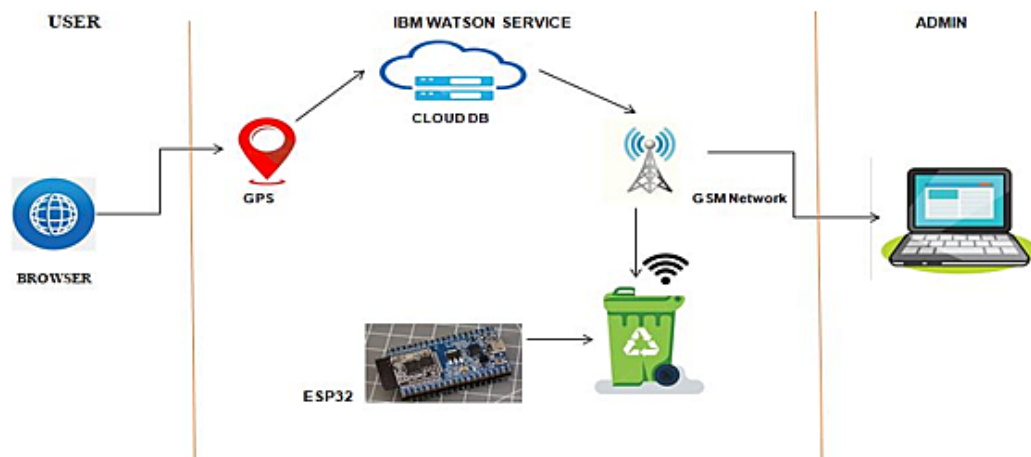 USER
IBM WATSON SERVICE
ADMIN
CLOUD DB
GPS
GSM Network
BROWSER
ESP32